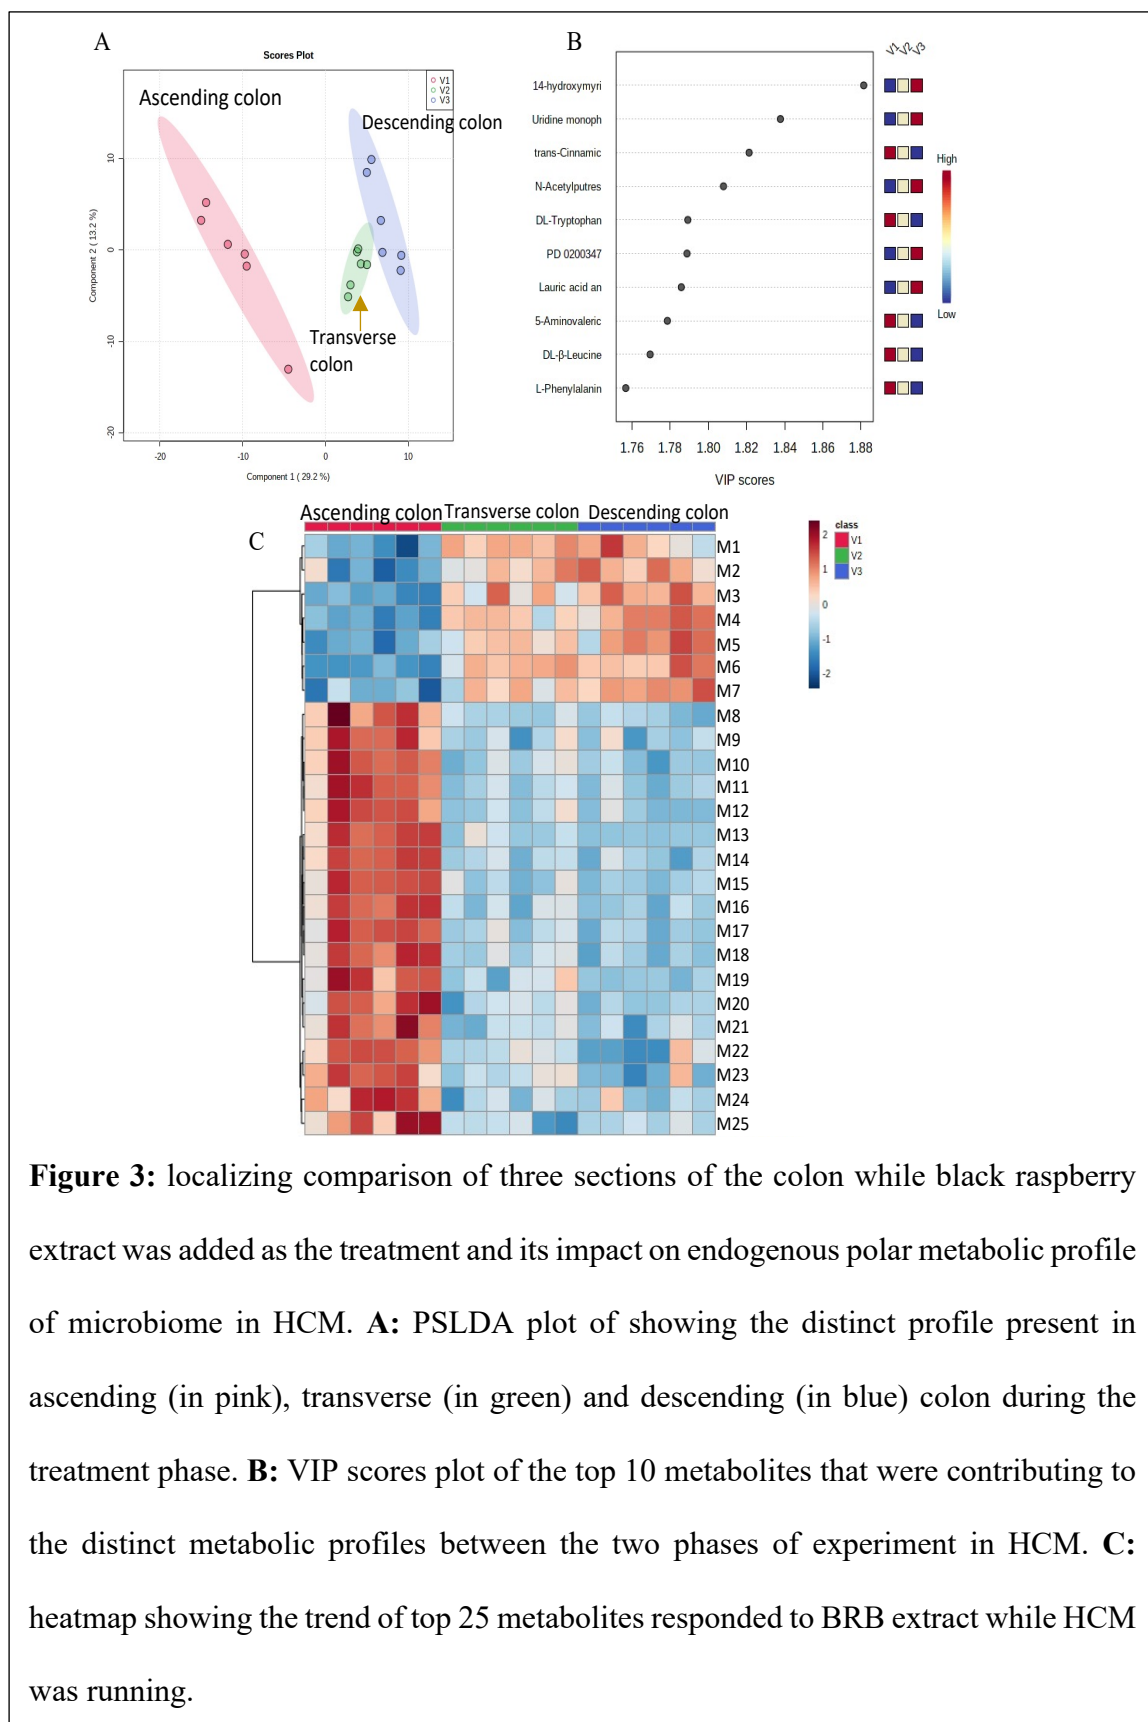 A
Scores Plot
V1
V2
V3
Ascending colon
Descending colon
Transverse
colon
Component 2 ( 13.2 %)
10
0
-10
-20
-20
-10
0
10
Component 1 ( 29.2 %)
B
V1
V2
V3
14-hydroxymyri
Uridine monoph
trans-Cinnamic
N-Acetylputres
DL-Tryptophan
PD 0200347
Lauric acid an
5-Aminovaleric
DL-β-Leucine
L-Phenylalanin
High
Low
1.76 1.78 1.80 1.82 1.84 1.86 1.88
VIP scores
C
Ascending colon Transverse colon Descending colon
M1
M2
M3
M4
M5
M6
M7
M8
M9
M10
M11
M12
M13
M14
M15
M16
M17
M18
M19
M20
M21
M22
M23
M24
M25
2
1
0
-1
-2
class
V1
V2
V3
Figure 3: localizing comparison of three sections of the colon while black raspberry
extract was added as the treatment and its impact on endogenous polar metabolic profile
of microbiome in HCM. A: PSLDA plot of showing the distinct profile present in
ascending (in pink), transverse (in green) and descending (in blue) colon during the
treatment phase. B: VIP scores plot of the top 10 metabolites that were contributing to
the distinct metabolic profiles between the two phases of experiment in HCM. C:
heatmap showing the trend of top 25 metabolites responded to BRB extract while HCM
was running.